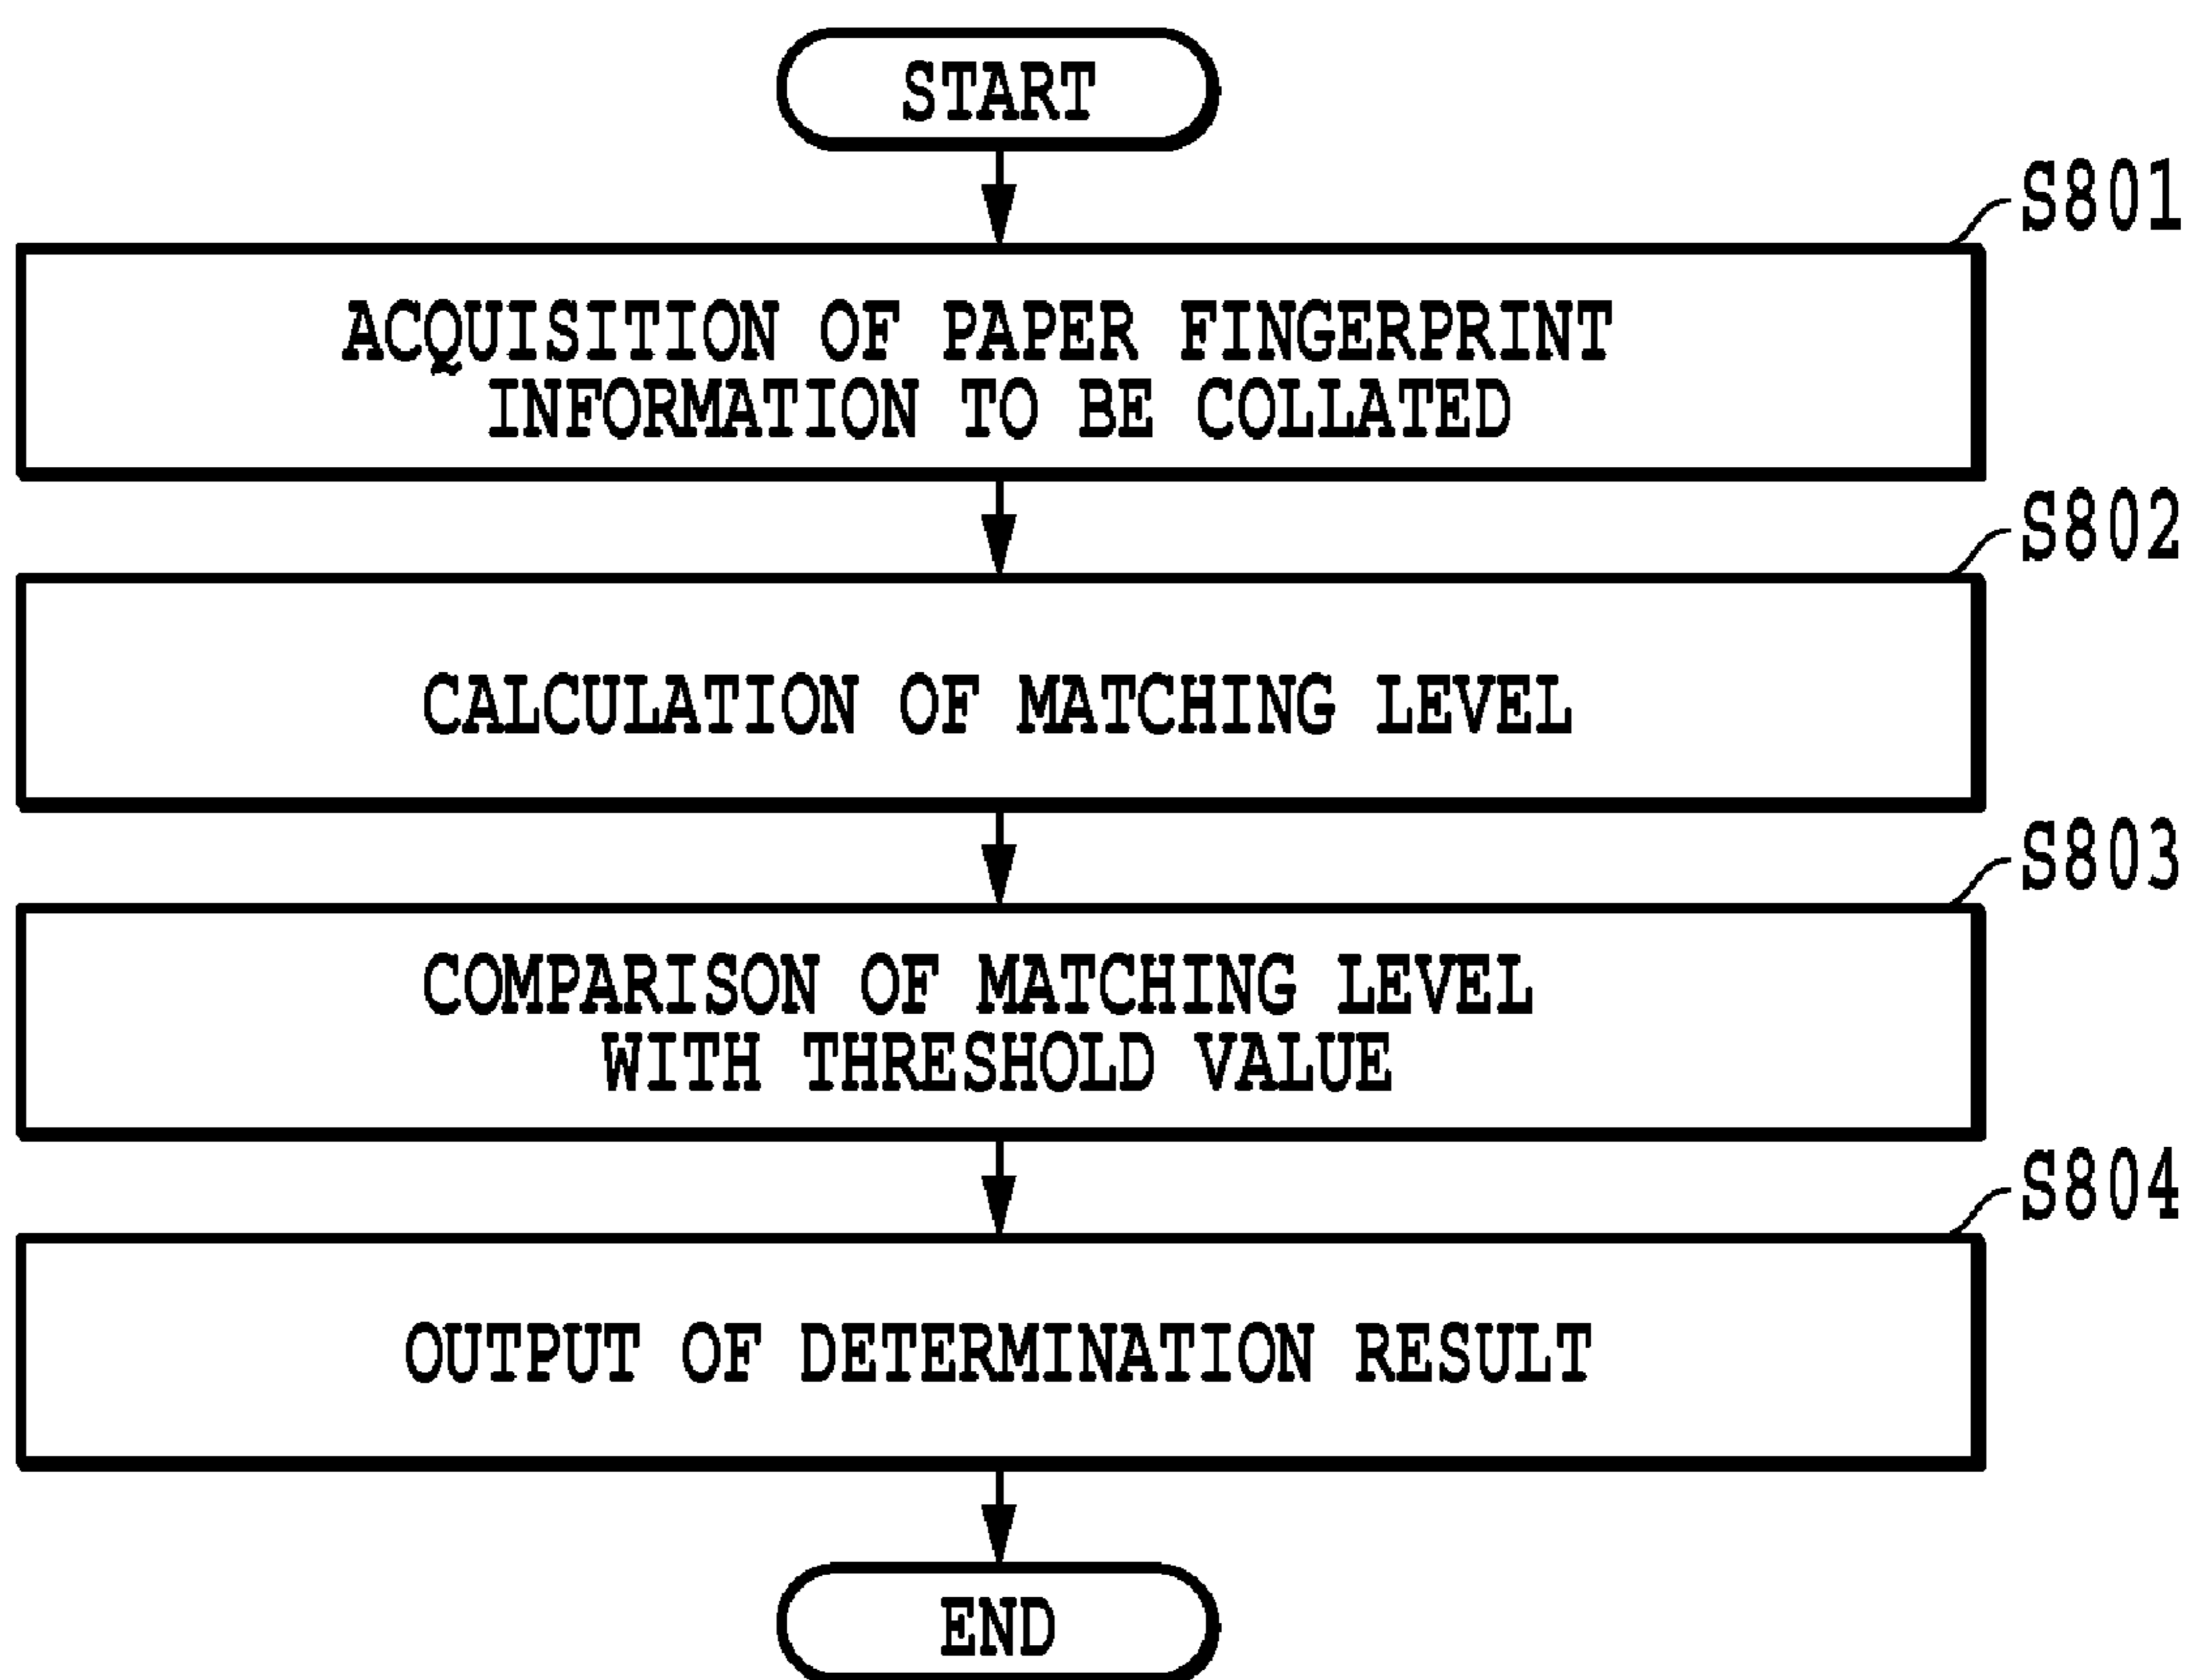 START
S801
ACQUISITION OF PAPER FINGERPRINT
INFORMATION TO BE COLLATED
S802
CALCULATION OF MATCHING LEVEL
S803
COMPARISON OF MATCHING LEVEL
WITH THRESHOLD VALUE
S804
OUTPUT OF DETERMINATION RESULT
END